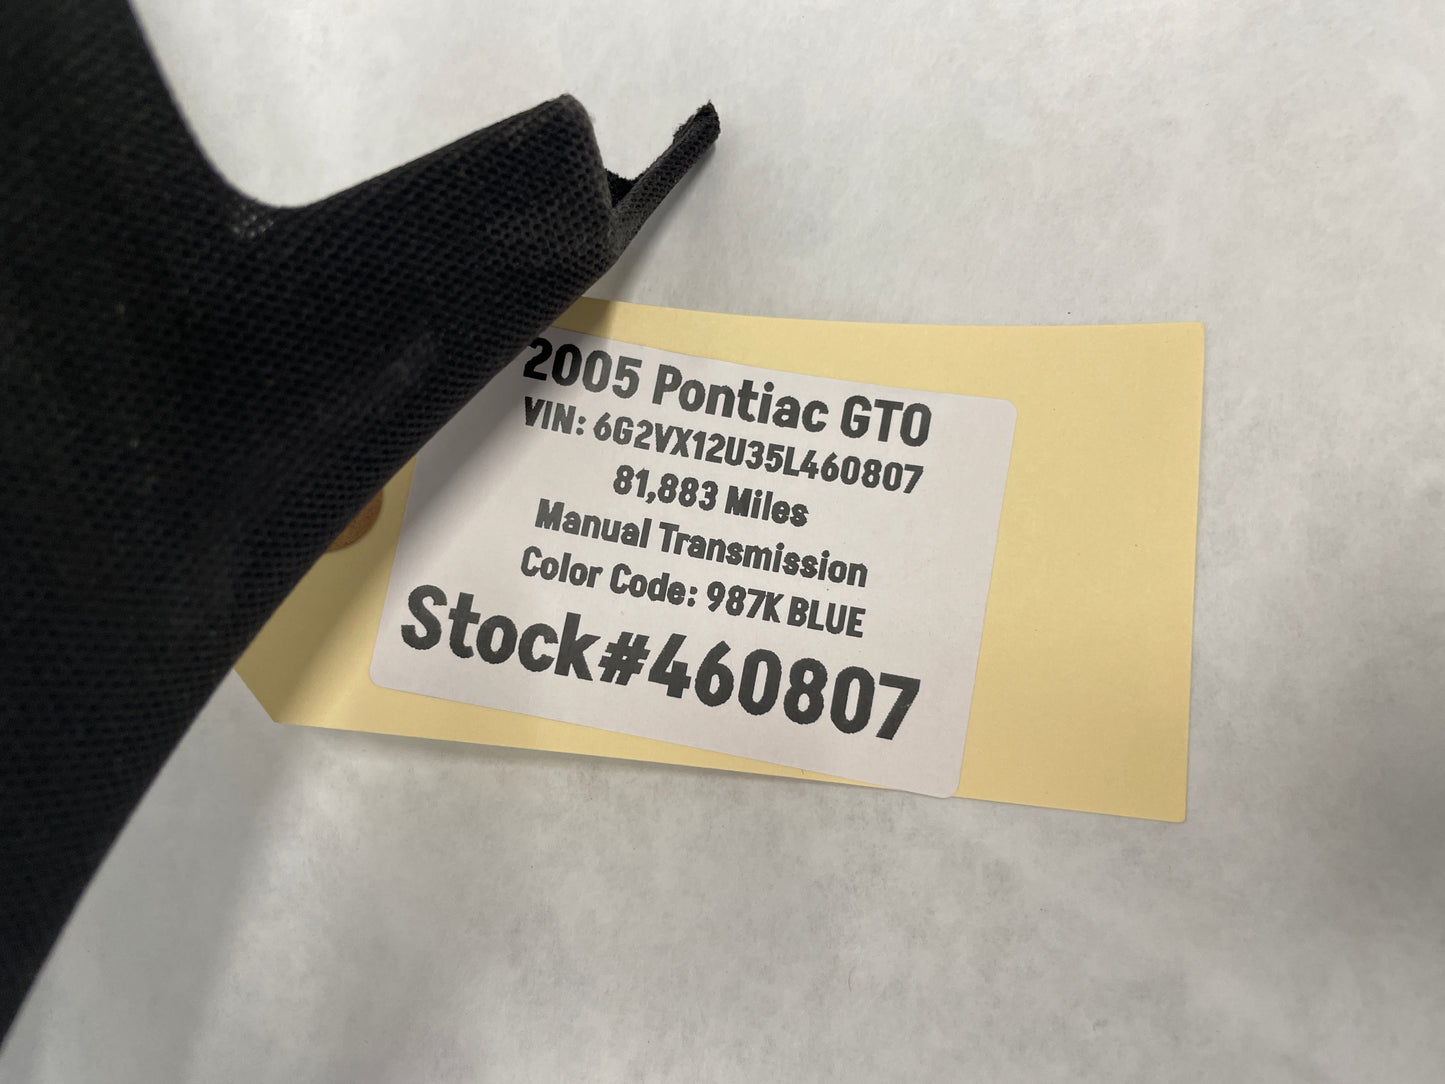 2005 Pontiac GTO
VIN: 6G2VX12U35L460807
81,883 Miles
Manual Transmission
Color Code: 987K BLUE
Stock#460807